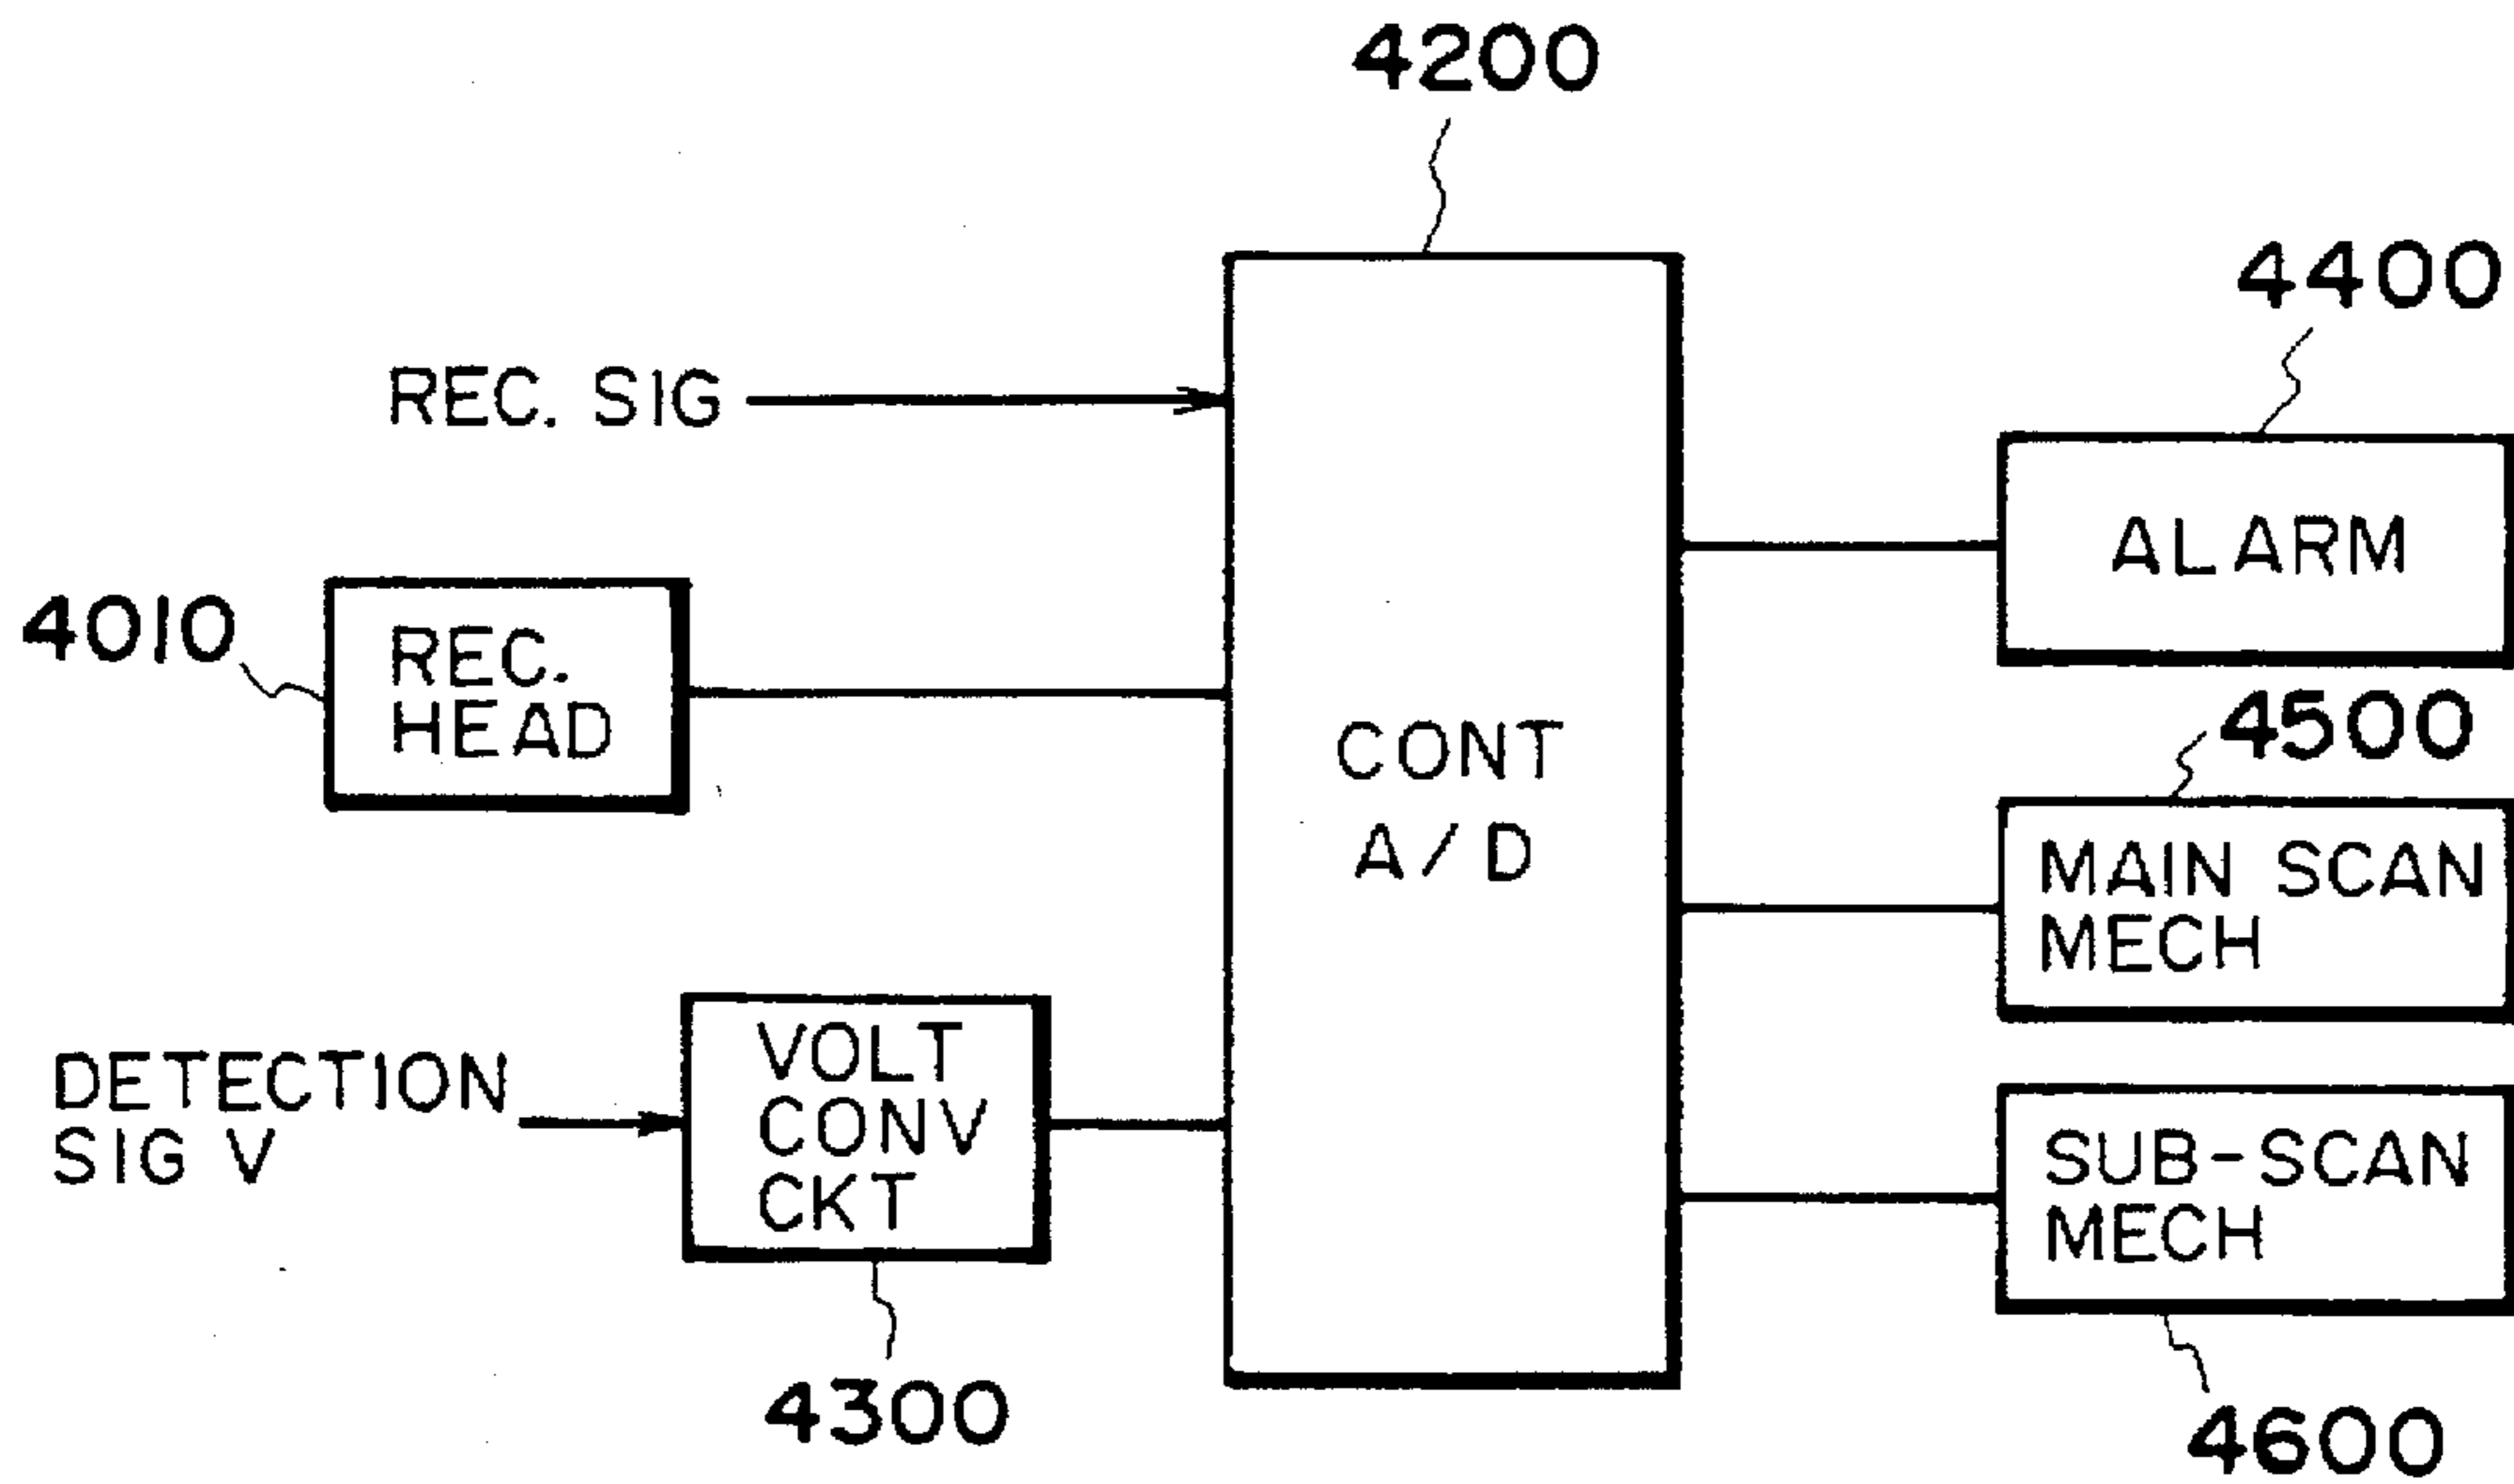 4200
4400
REC. SIG
ALARM
4010
REC.
HEAD
4500
CONT
A/D
MAIN SCAN
MECH
DETECTION
SIG V
VOLT
CONV
CKT
SUB-SCAN
MECH
4300
4600